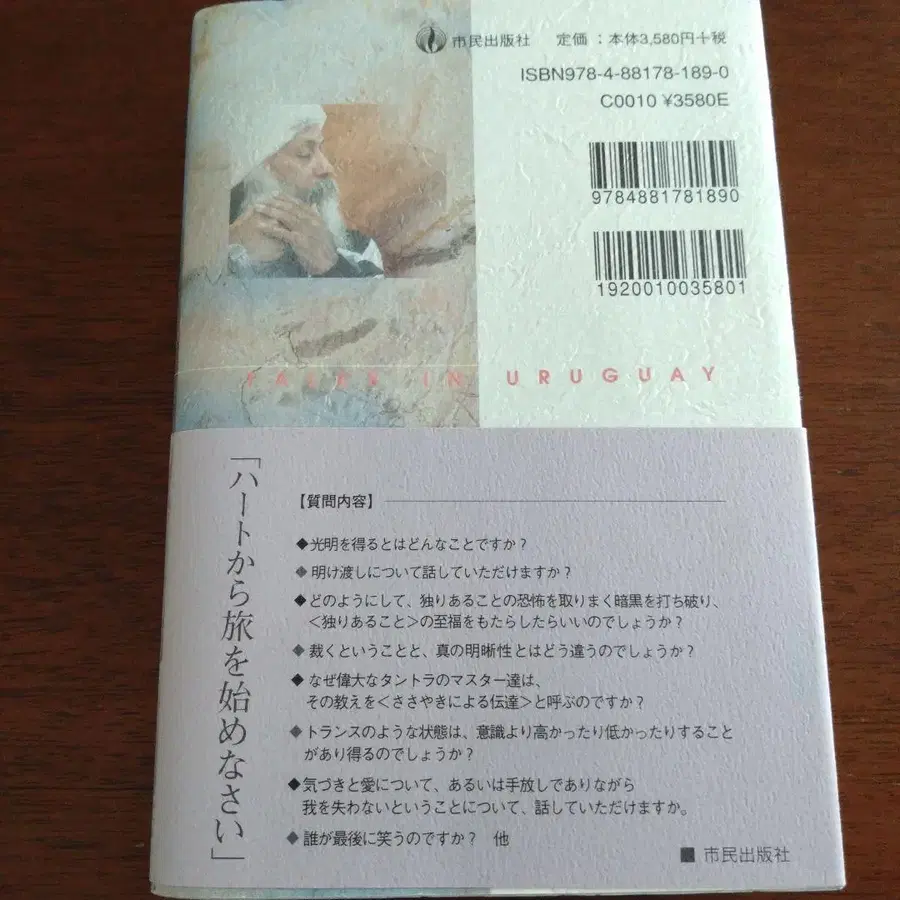 市民出版社 定価：本体3,580円＋税
ISBN978-4-88178-189-0
C0010 ¥3580E
9784881781890
1920010035801
TALKS IN URUGUAY
「ハートから旅を始めなさい」
【質問内容】
◆光明を得るとはどんなことですか？
◆明け渡しについて話していただけますか？
◆どのようにして、独りあることの恐怖を取りまく暗黒を打ち破り、
＜独りあること＞の至福をもたらしたらいいのでしょうか？
◆裁くということと、真の明晰性とはどう違うのでしょうか？
◆なぜ偉大なタントラのマスター達は、
その教えを＜ささやきによる伝達＞と呼ぶのですか？
◆トランスのような状態は、意識より高かったり低かったりすること
があり得るのでしょうか？
◆気づきと愛について、あるいは手放しでありながら
我を失わないということについて、話していただけますか。
◆誰が最後に笑うのですか？ 他
■市民出版社